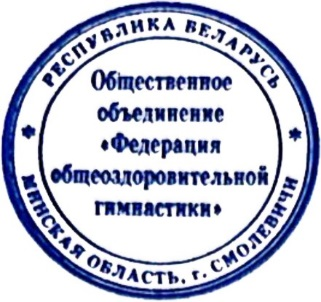 РЕСПУБЛИКА БЕЛАРУСЬ
Общественное
объединение
«Федерация
общеоздоровительной
гимнастики»
МИНСКАЯ ОБЛАСТЬ, г. СМОЛЕВИЧИ